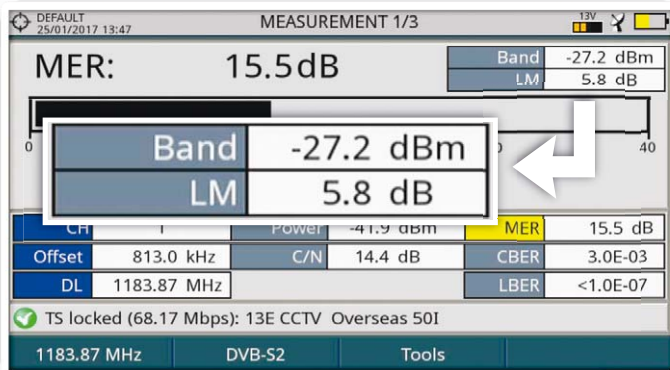 DEFAULT
25/01/2017 13:47
MEASUREMENT 1/3
13V
MER: 15.5 dB
Band -27.2 dBm
LM 5.8 dB
0 40
Band -27.2 dBm
LM 5.8 dB
CH 1 Power -41.9 dBm MER 15.5 dB
Offset 813.0 kHz C/N 14.4 dB CBER 3.0E-03
DL 1183.87 MHz LBER <1.0E-07
TS locked (68.17 Mbps): 13E CCTV Overseas 50I
1183.87 MHz DVB-S2 Tools